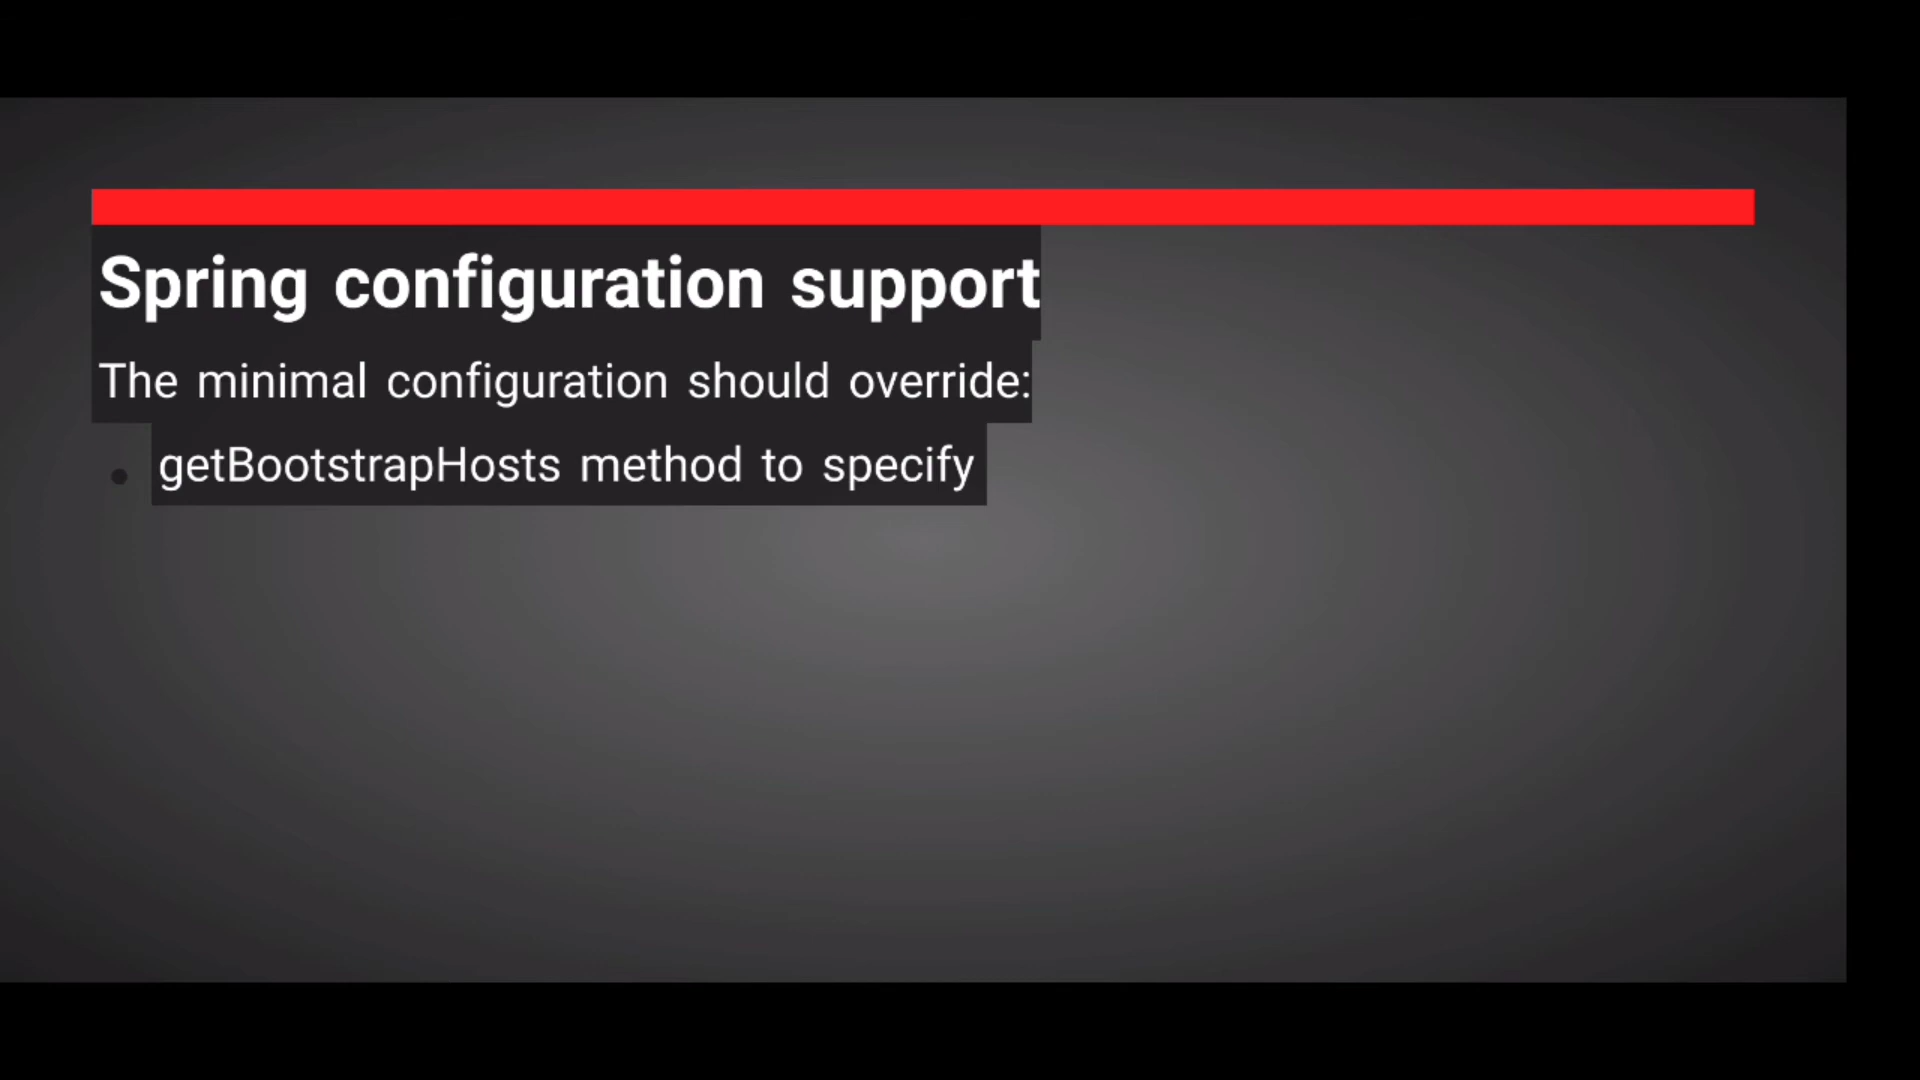 Spring configuration support
The minimal configuration should override:
getBootstrapHosts method to specify